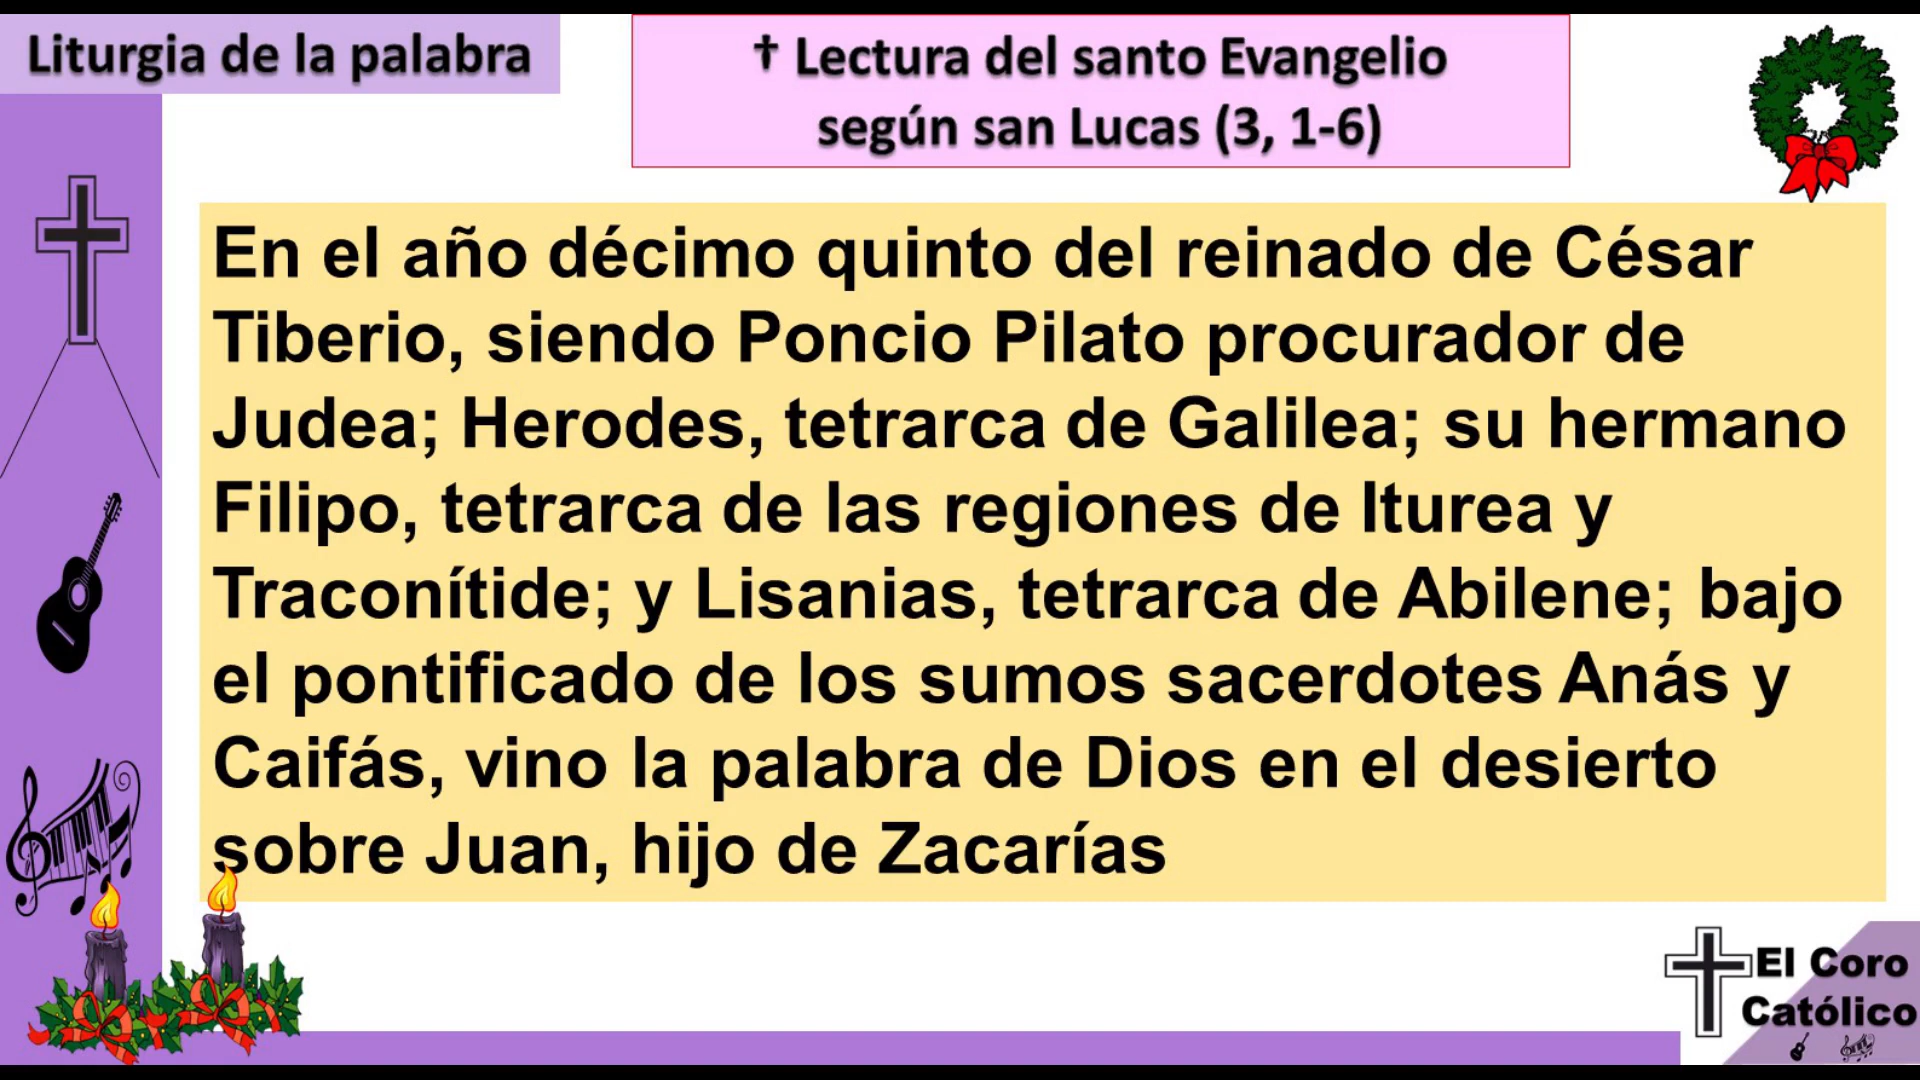 Liturgia de la palabra
† Lectura del santo Evangelio
según san Lucas (3, 1-6)
En el año décimo quinto del reinado de César
Tiberio, siendo Poncio Pilato procurador de
Judea; Herodes, tetrarca de Galilea; su hermano
Filipo, tetrarca de las regiones de Iturea y
Traconítide; y Lisanias, tetrarca de Abilene; bajo
el pontificado de los sumos sacerdotes Anás y
Caifás, vino la palabra de Dios en el desierto
sobre Juan, hijo de Zacarías
El Coro
Católico